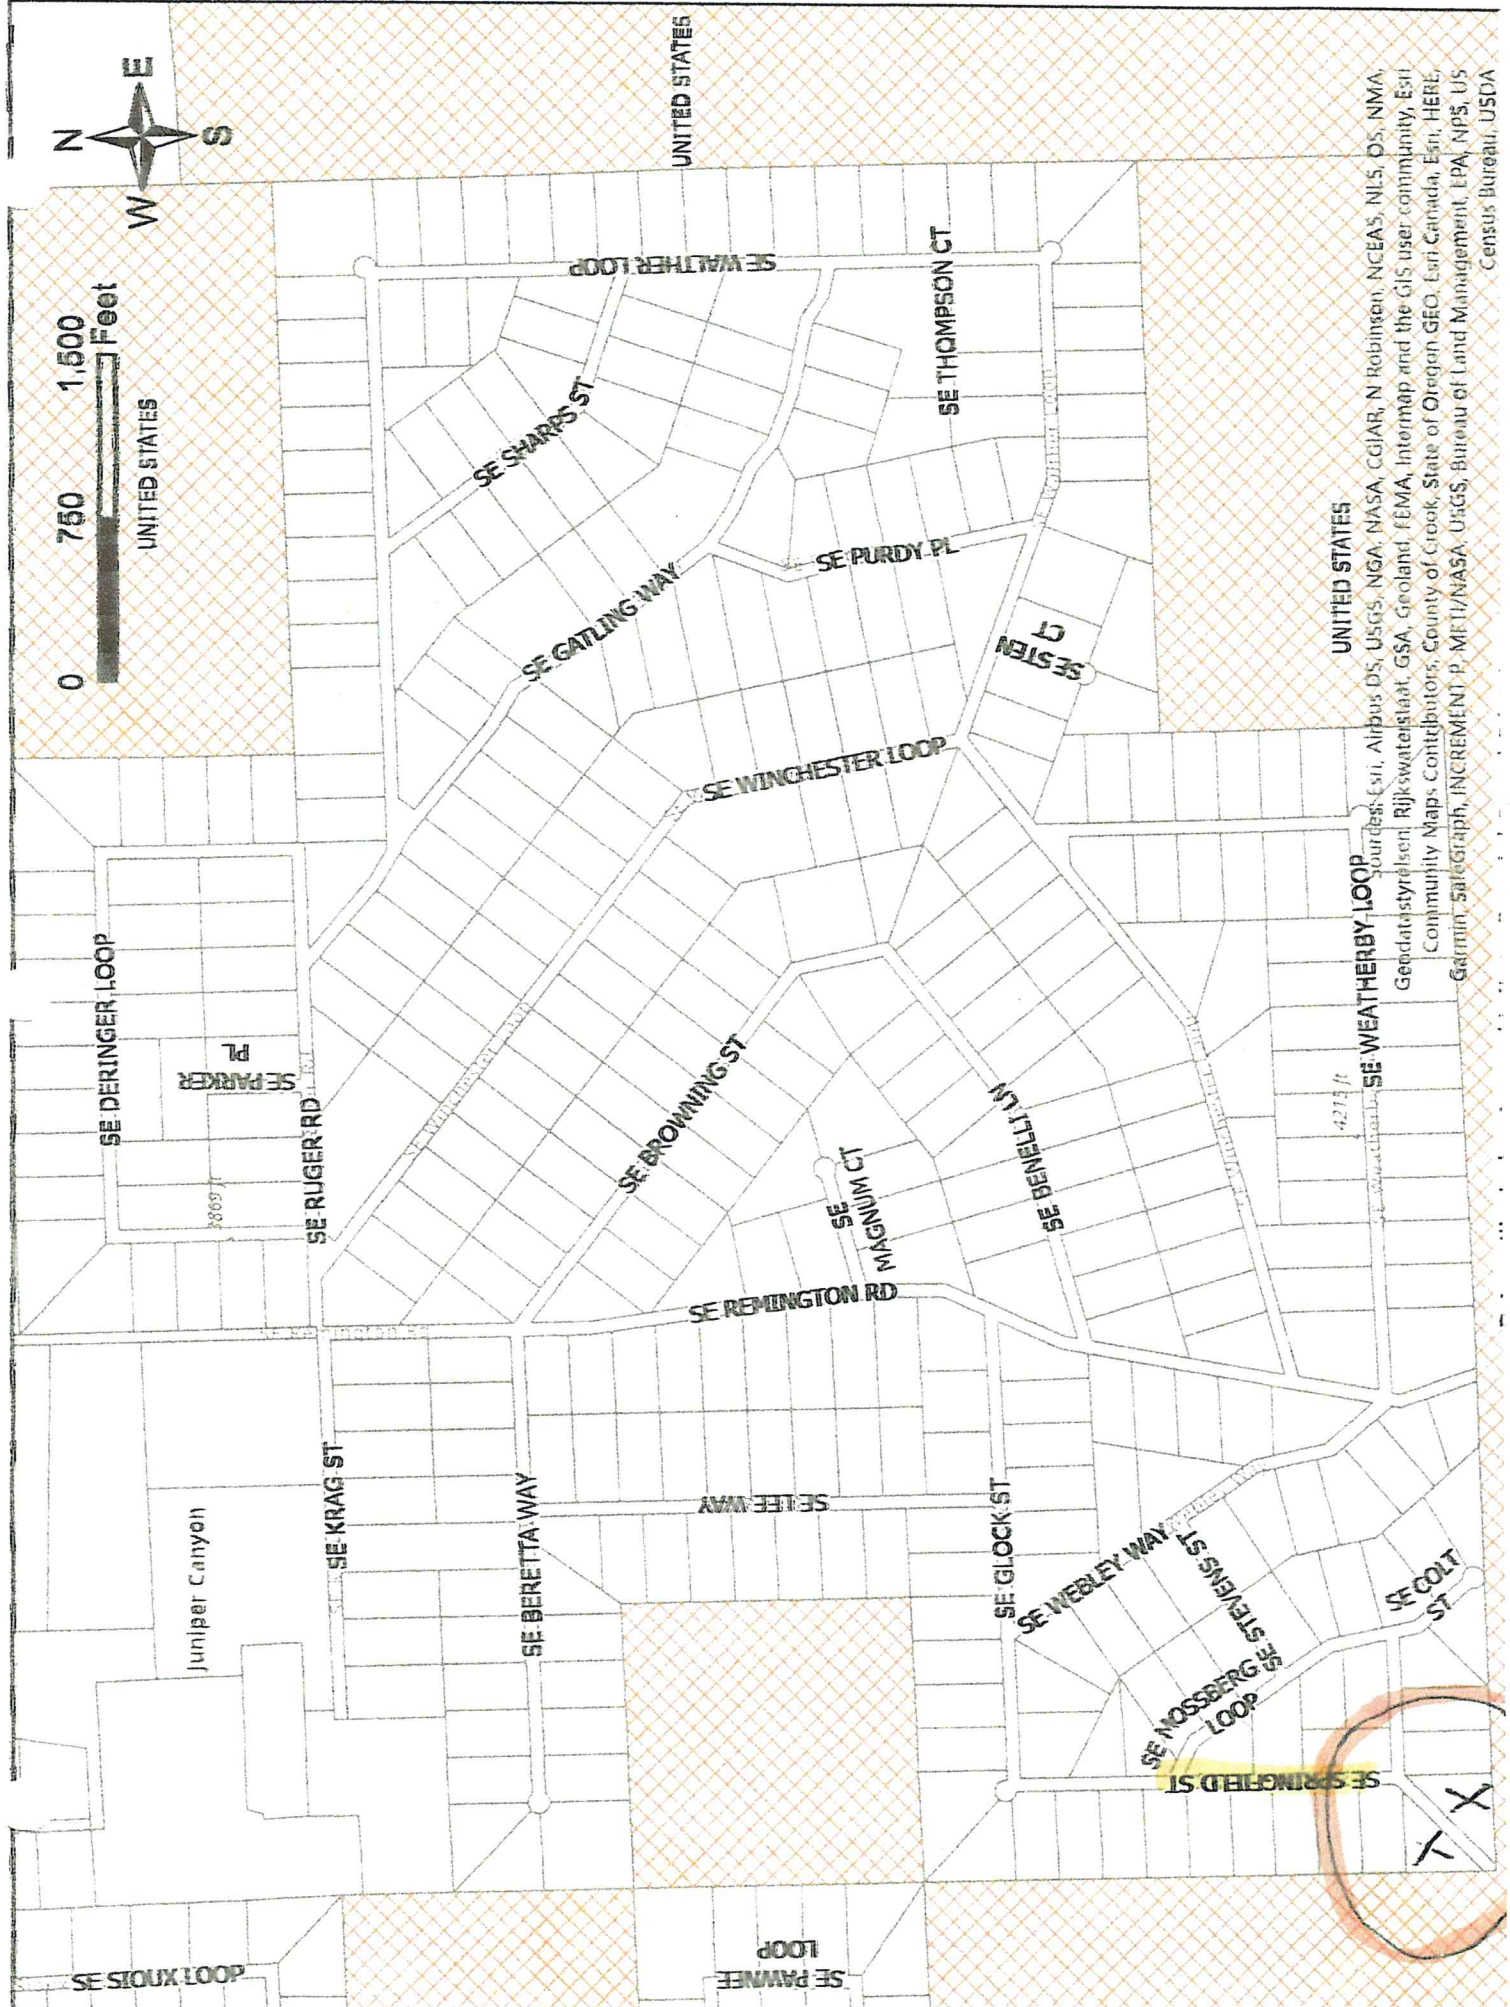 N
W
E
S
0
750
1,500
Feet
UNITED STATES
UNITED STATES
SE DERINGER LOOP
SE PARKER
PL
3869 ft
SE RUGER RD
SE WALTHER LOOP
SE SHARPS ST
SE GATLING WAY
SE THOMPSON CT
SE PURDY PL
SE STEN
CT
SE WINCHESTER LOOP
SE BROWNING ST
SE
MAGNUM CT
SE BENELLI LN
SE REMINGTON RD
Juniper Canyon
SE KRAG ST
SE BERETTA WAY
SE LEE WAY
SE GLOCK ST
SE WEBLEY WAY
SE STEVENS ST
SE MOSSBERG
LOOP
SE COLT
ST
SE SPRINGFIELD ST
X
X
SE SIOUX LOOP
SE PAWNEE
LOOP
SE WEATHERBY LOOP
4215 ft
UNITED STATES
Sources: Esri, Airbus DS, USGS, NGA, NASA, CGIAR, N Robinson, NCEAS, NLS, OS, NMA,
Geodatastyrelsen, Rijkswaterstaat, GSA, Geoland, FEMA, Intermap and the GIS user community, Esri
Community Maps Contributors, County of Crook, State of Oregon GEO, Esri Canada, Esri, HERE,
Garmin, SafeGraph, INCREMENT P, METI/NASA, USGS, Bureau of Land Management, EPA, NPS, US
Census Bureau, USDA